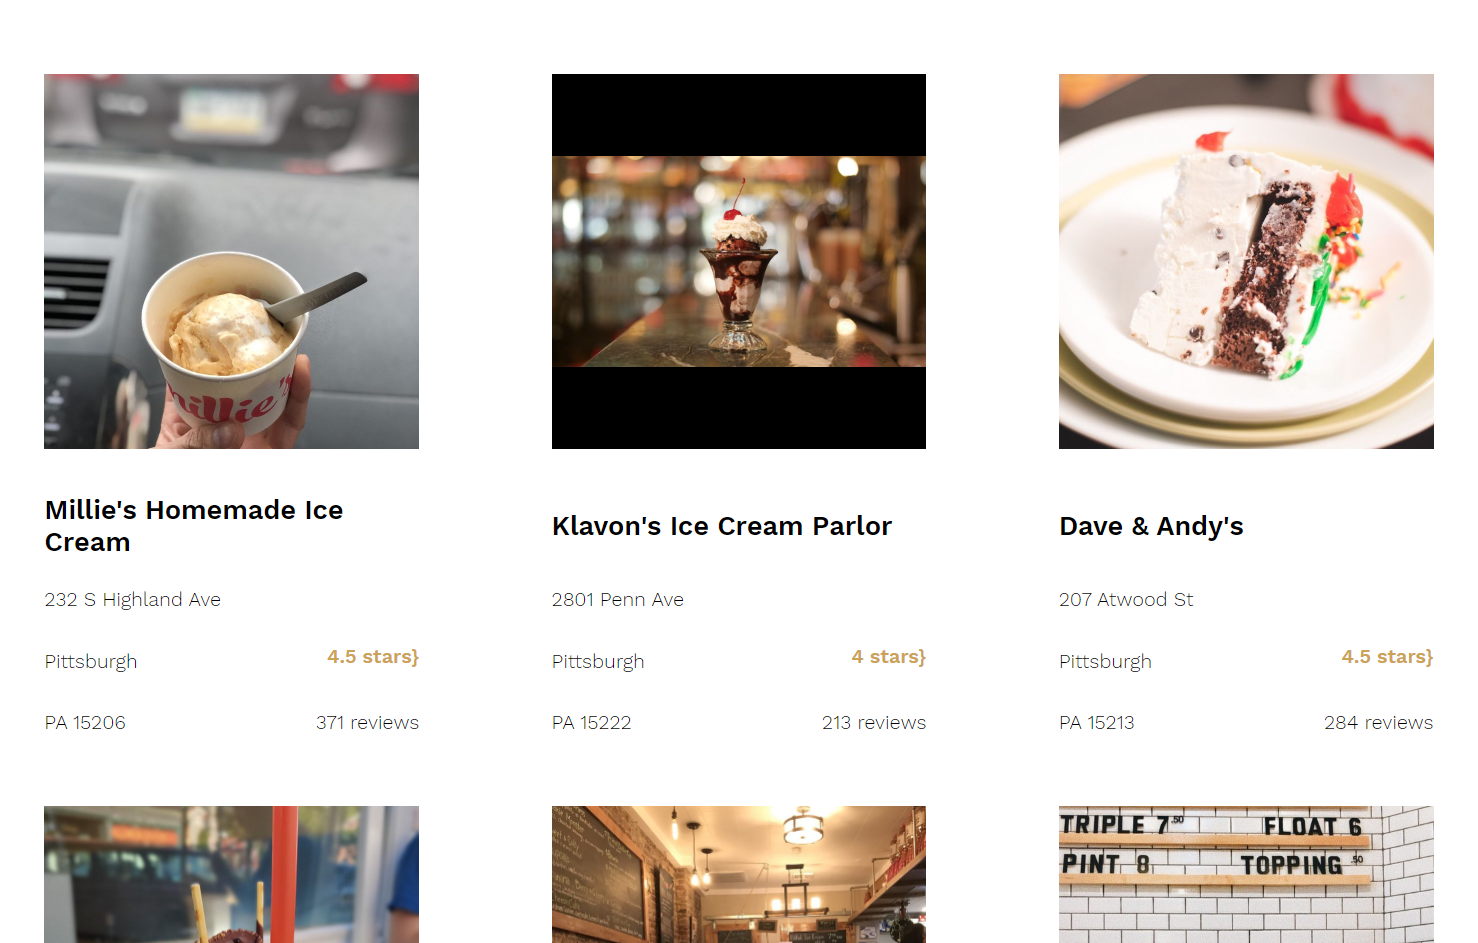 millie's
Millie's Homemade Ice
Cream
232 S Highland Ave
Pittsburgh
4.5 stars}
PA 15206
371 reviews
Klavon's Ice Cream Parlor
2801 Penn Ave
Pittsburgh
4 stars}
PA 15222
213 reviews
Dave & Andy's
207 Atwood St
Pittsburgh
4.5 stars}
PA 15213
284 reviews
TRIPLE 7.50
FLOAT 6
PINT 8
TOPPING .50